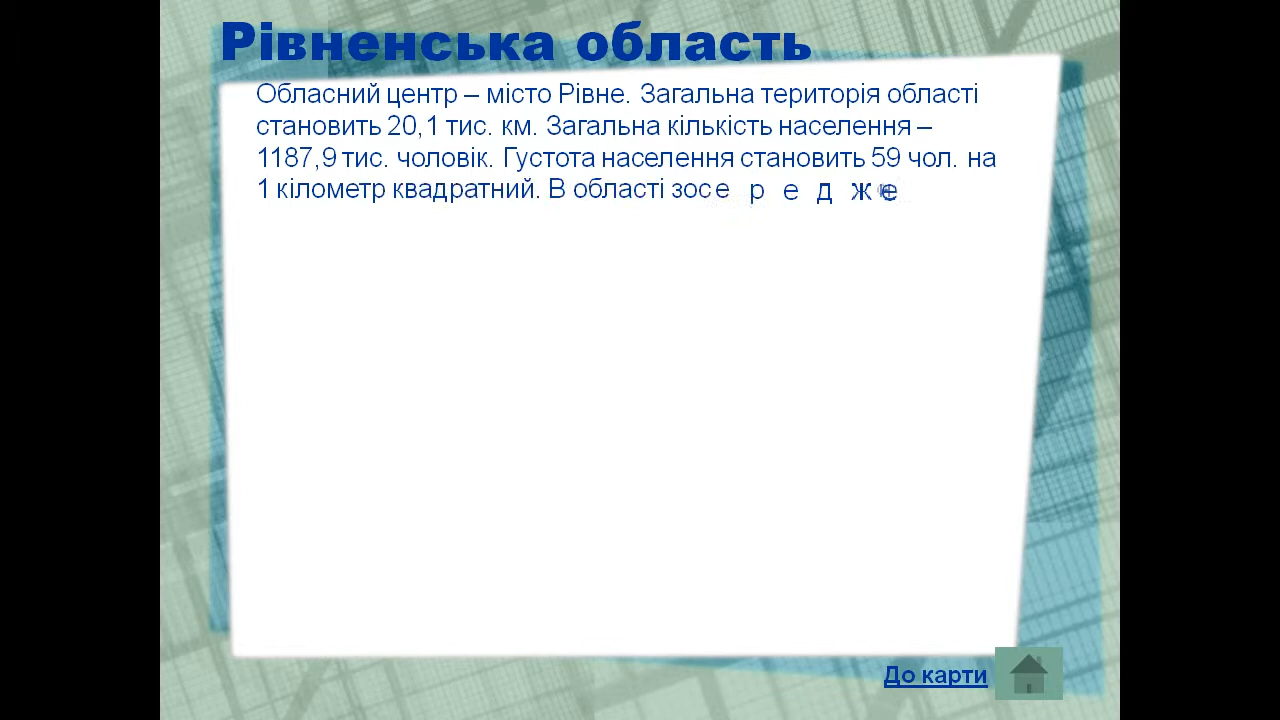 Рівненська область
Обласний центр – місто Рівне. Загальна територія області
становить 20,1 тис. км. Загальна кількість населення –
1187,9 тис. чоловік. Густота населення становить 59 чол. на
1 кілометр квадратний. В області
До карти